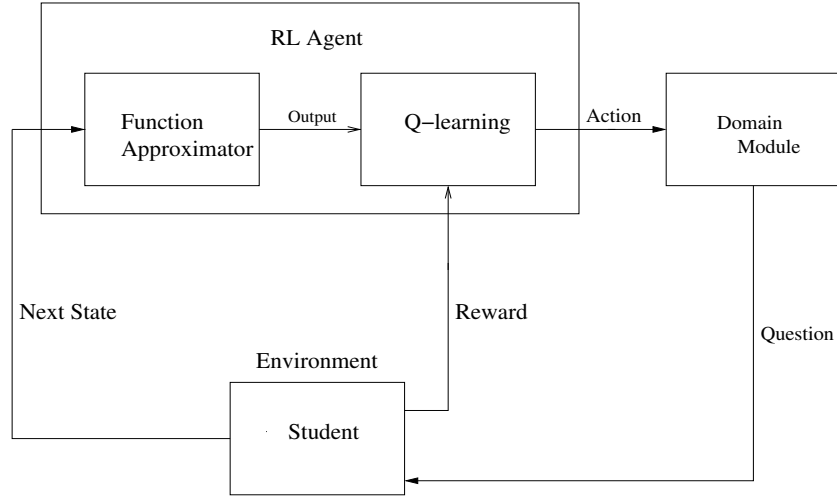 RL Agent
Function
Approximator
Output
Q−learning
Action
Domain
Module
Next State
Reward
Question
Environment
Student